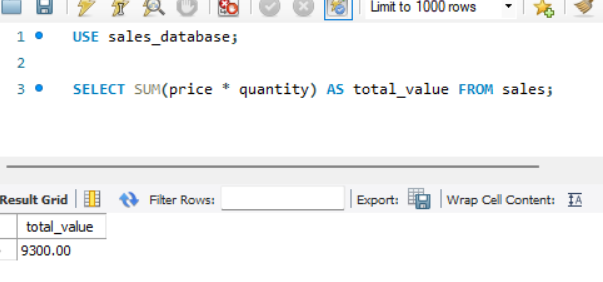 Limit to 1000 rows
1 USE sales_database;
2
3 SELECT SUM(price * quantity) AS total_value FROM sales;
Result Grid Filter Rows: Export: Wrap Cell Content: IA
total_value
9300.00